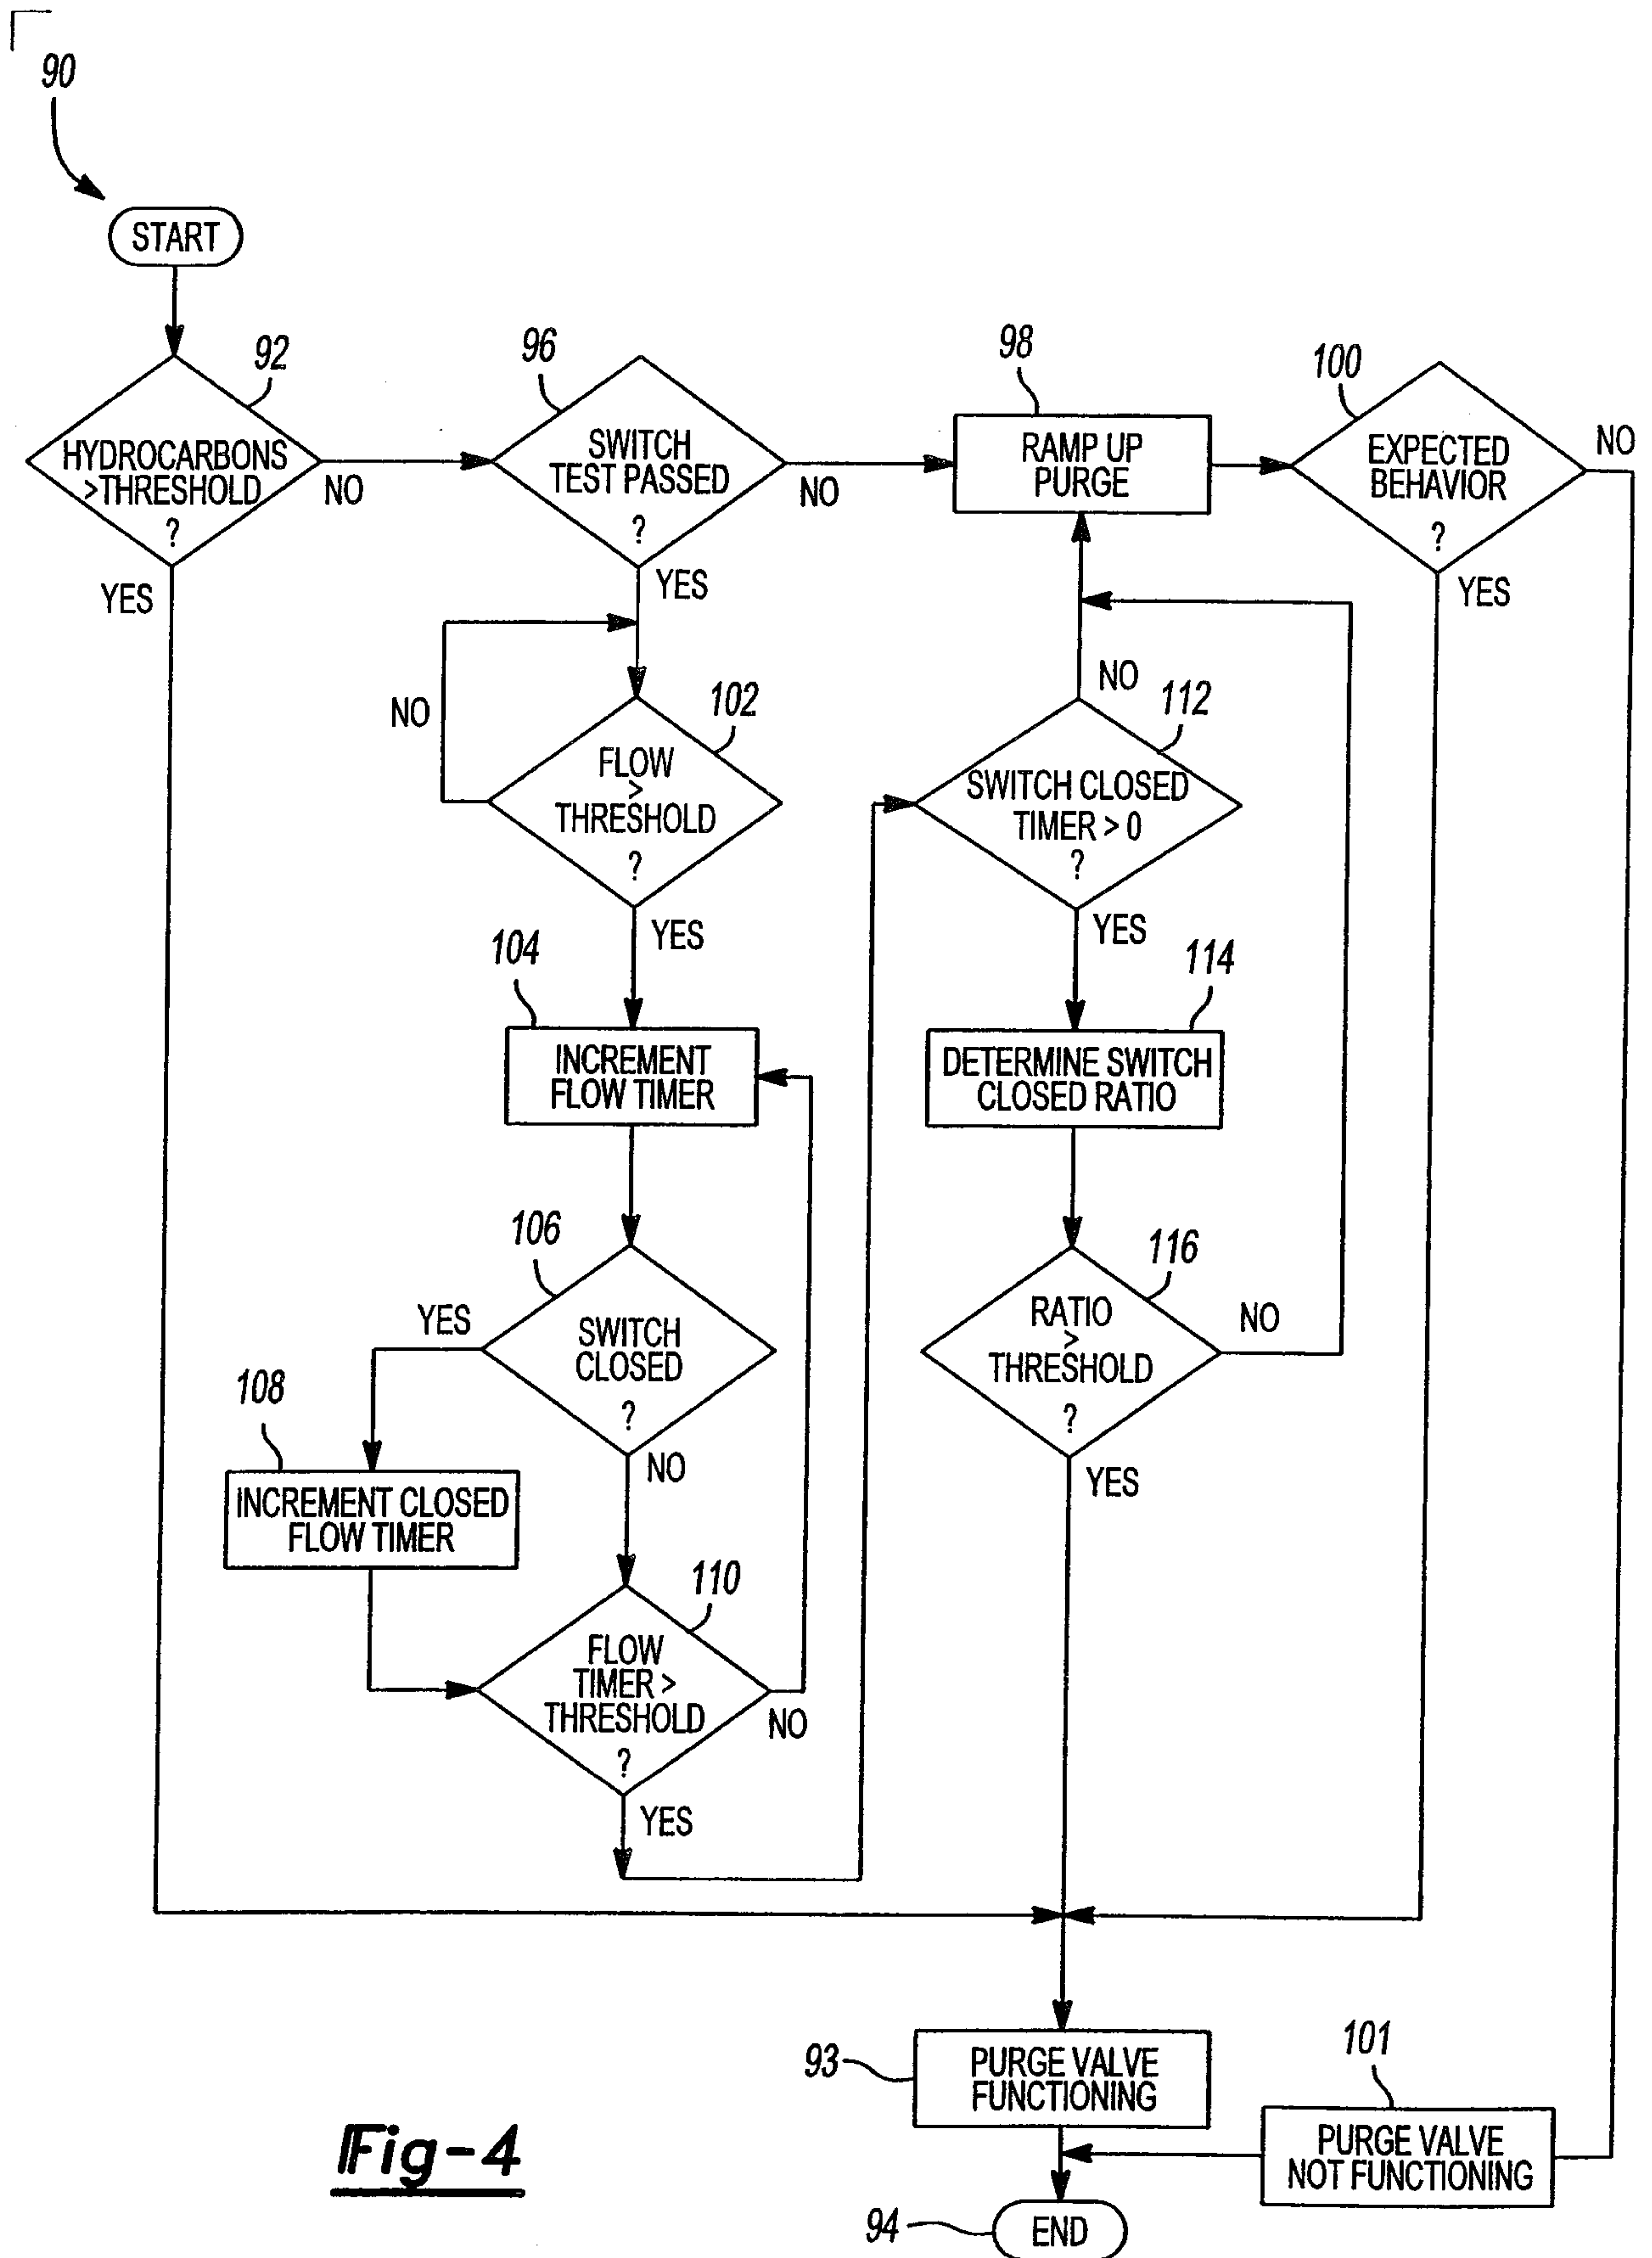 90
START
92
HYDROCARBONS
>THRESHOLD
?
NO
YES
96
SWITCH
TEST PASSED
?
NO
YES
98
RAMP UP
PURGE
100
EXPECTED
BEHAVIOR
?
NO
YES
102
FLOW
>
THRESHOLD
?
NO
YES
104
INCREMENT
FLOW TIMER
106
SWITCH
CLOSED
?
YES
NO
108
INCREMENT CLOSED
FLOW TIMER
110
FLOW
TIMER >
THRESHOLD
?
NO
YES
112
SWITCH CLOSED
TIMER > 0
?
NO
YES
114
DETERMINE SWITCH
CLOSED RATIO
116
RATIO
>
THRESHOLD
?
NO
YES
93
PURGE VALVE
FUNCTIONING
101
PURGE VALVE
NOT FUNCTIONING
94
END
Fig-4